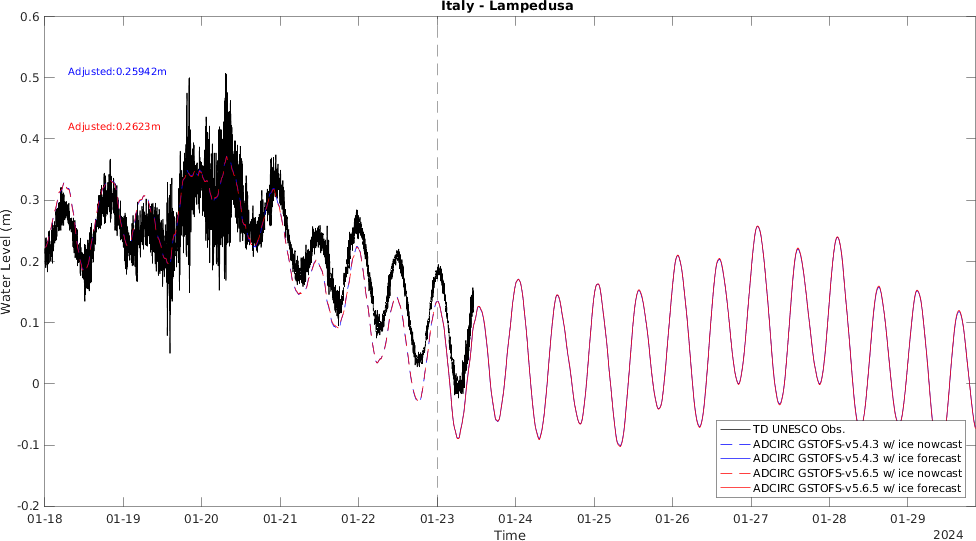 Italy - Lampedusa
0.6
0.5
0.4
0.3
0.2
0.1
0
-0.1
-0.2
Water Level (m)
Adjusted:0.25942m
Adjusted:0.2623m
TD UNESCO Obs.
ADCIRC GSTOFS-v5.4.3 w/ ice nowcast
ADCIRC GSTOFS-v5.4.3 w/ ice forecast
ADCIRC GSTOFS-v5.6.5 w/ ice nowcast
ADCIRC GSTOFS-v5.6.5 w/ ice forecast
01-18 01-19 01-20 01-21 01-22 01-23 01-24 01-25 01-26 01-27 01-28 01-29
Time
2024